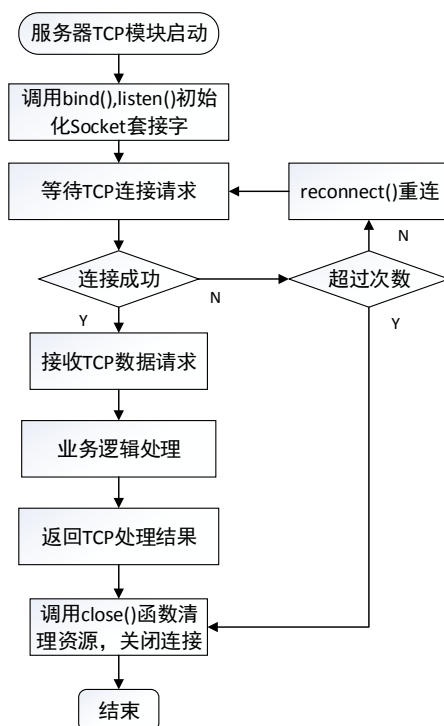 服务器TCP模块启动
调用bind(),listen()初
始化Socket套接字
等待TCP连接请求
reconnect()重连
N
连接成功
N
超过次数
Y
Y
接收TCP数据请求
业务逻辑处理
返回TCP处理结果
调用close()函数清
理资源，关闭连接
结束